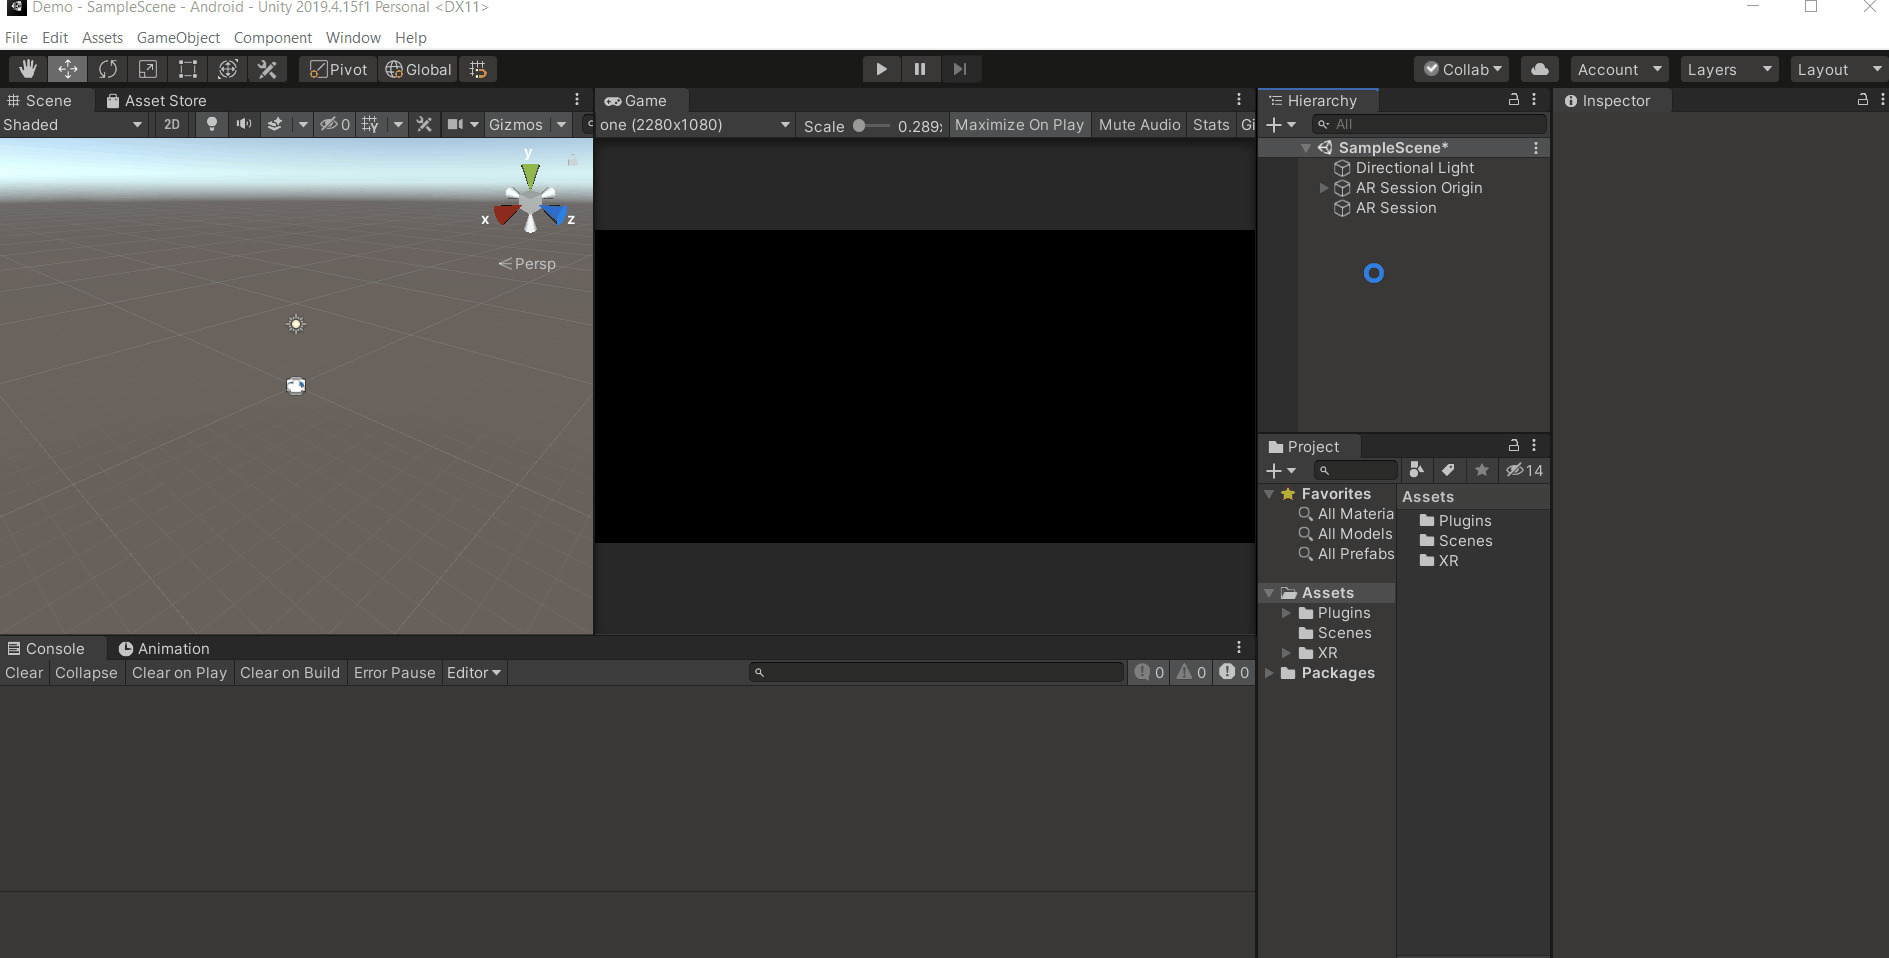 Demo - SampleScene - Android - Unity 2019.4.15f1 Personal <DX11>
File Edit Assets GameObject Component Window Help
Pivot Global Collab Account Layers Layout
Scene Asset Store
Shaded 2D 0 Gizmos
y
x z
Persp
Game
one (2280x1080) Scale 0.289x Maximize On Play Mute Audio Stats Gi
Hierarchy
All
SampleScene*
Directional Light
AR Session Origin
AR Session
Inspector
Project
14
Favorites
All Materia
All Models
All Prefabs
Assets
Plugins
Scenes
XR
Packages
Assets
Plugins
Scenes
XR
Console Animation
Clear Collapse Clear on Play Clear on Build Error Pause Editor 0 0 0